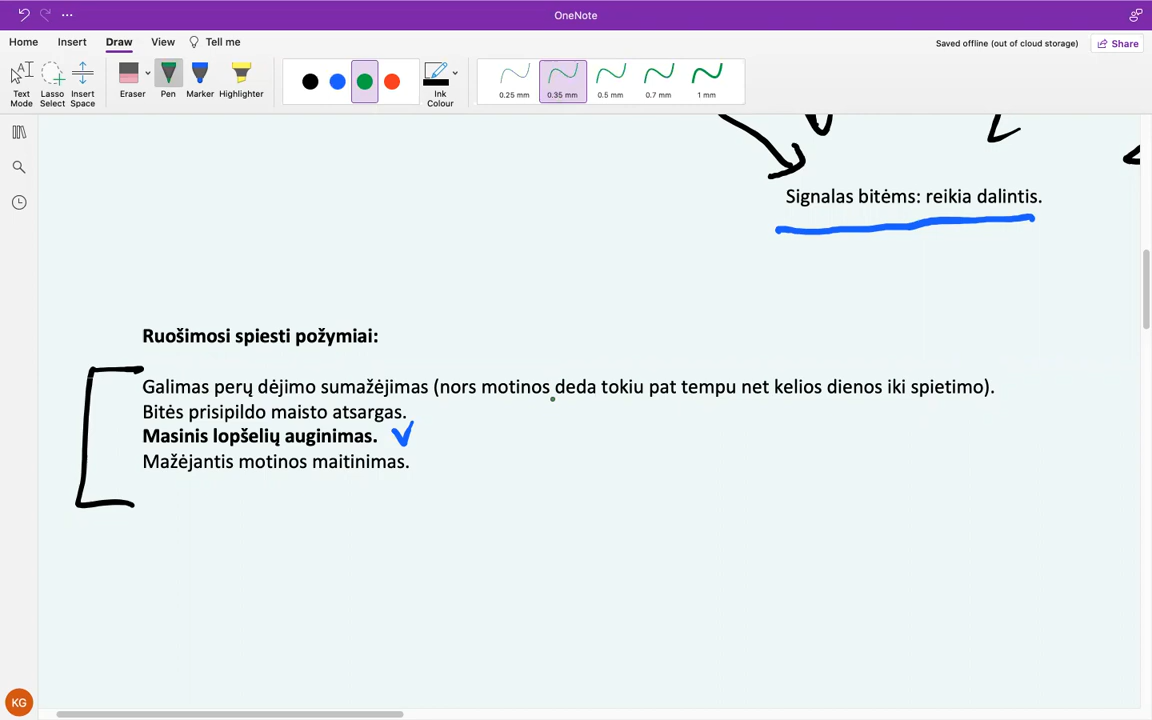 OneNote
Home Insert Draw View Tell me
Saved offline (out of cloud storage) Share
Text Mode
Lasso Select
Insert Space
Eraser
Pen
Marker
Highlighter
Ink Colour
0.25 mm
0.35 mm
0.5 mm
0.7 mm
1 mm
Signalas bitėms: reikia dalintis.
Ruošimosi spiesti požymiai:
Galimas perų dėjimo sumažėjimas (nors motinos deda tokiu pat tempu net kelios dienos iki spietimo).
Bitės prisipildo maisto atsargas.
Masinis lopšelių auginimas.
Mažėjantis motinos maitinimas.
KG